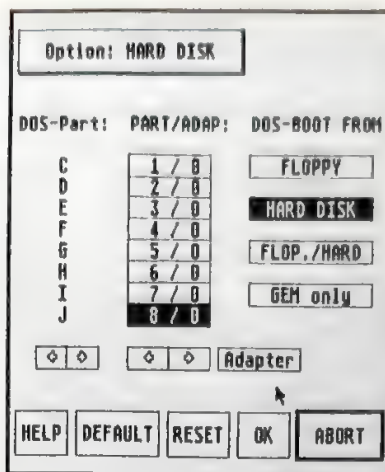 Option: HARD DISK
DOS-Part: PART/ADAP: DOS-BOOT FROM
C 1 / 0 FLOPPY
D 2 / 0
E 3 / 0 HARD DISK
F 4 / 0
G 5 / 0 FLOP./HARD
H 6 / 0
I 7 / 0 GEM only
J 8 / 0
Adapter
HELP DEFAULT RESET OK ABORT